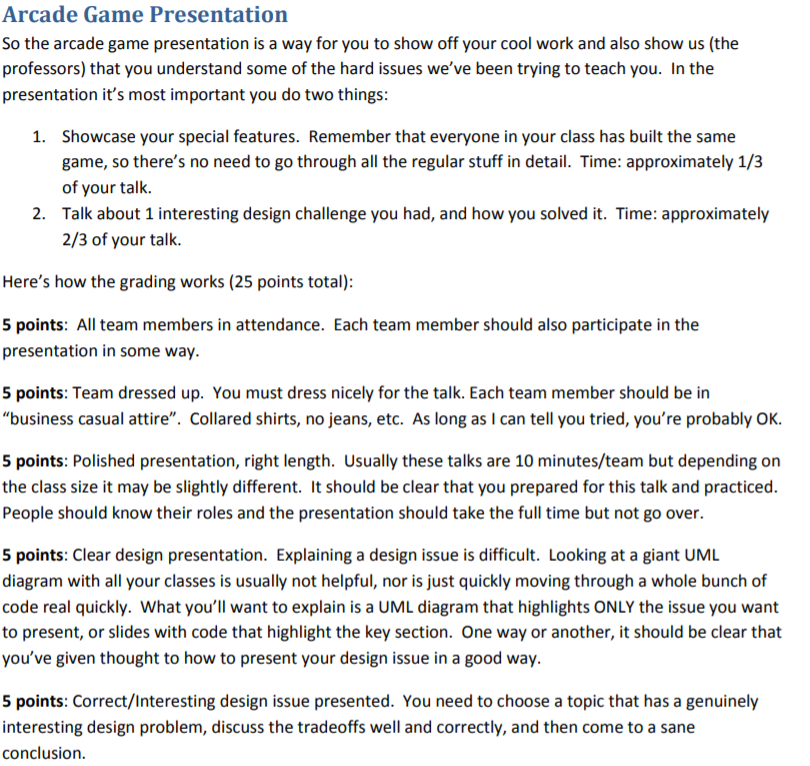 Arcade Game Presentation
So the arcade game presentation is a way for you to show off your cool work and also show us (the
professors) that you understand some of the hard issues we've been trying to teach you.  In the
presentation it's most important you do two things:
1. Showcase your special features.  Remember that everyone in your class has built the same
game, so there's no need to go through all the regular stuff in detail.  Time: approximately 1/3
of your talk.
2. Talk about 1 interesting design challenge you had, and how you solved it.  Time: approximately
2/3 of your talk.
Here's how the grading works (25 points total):
5 points:  All team members in attendance.  Each team member should also participate in the
presentation in some way.
5 points: Team dressed up.  You must dress nicely for the talk. Each team member should be in
"business casual attire".  Collared shirts, no jeans, etc.  As long as I can tell you tried, you're probably OK.
5 points: Polished presentation, right length.  Usually these talks are 10 minutes/team but depending on
the class size it may be slightly different.  It should be clear that you prepared for this talk and practiced.
People should know their roles and the presentation should take the full time but not go over.
5 points: Clear design presentation.  Explaining a design issue is difficult.  Looking at a giant UML
diagram with all your classes is usually not helpful, nor is just quickly moving through a whole bunch of
code real quickly.  What you'll want to explain is a UML diagram that highlights ONLY the issue you want
to present, or slides with code that highlight the key section.  One way or another, it should be clear that
you've given thought to how to present your design issue in a good way.
5 points: Correct/Interesting design issue presented.  You need to choose a topic that has a genuinely
interesting design problem, discuss the tradeoffs well and correctly, and then come to a sane
conclusion.